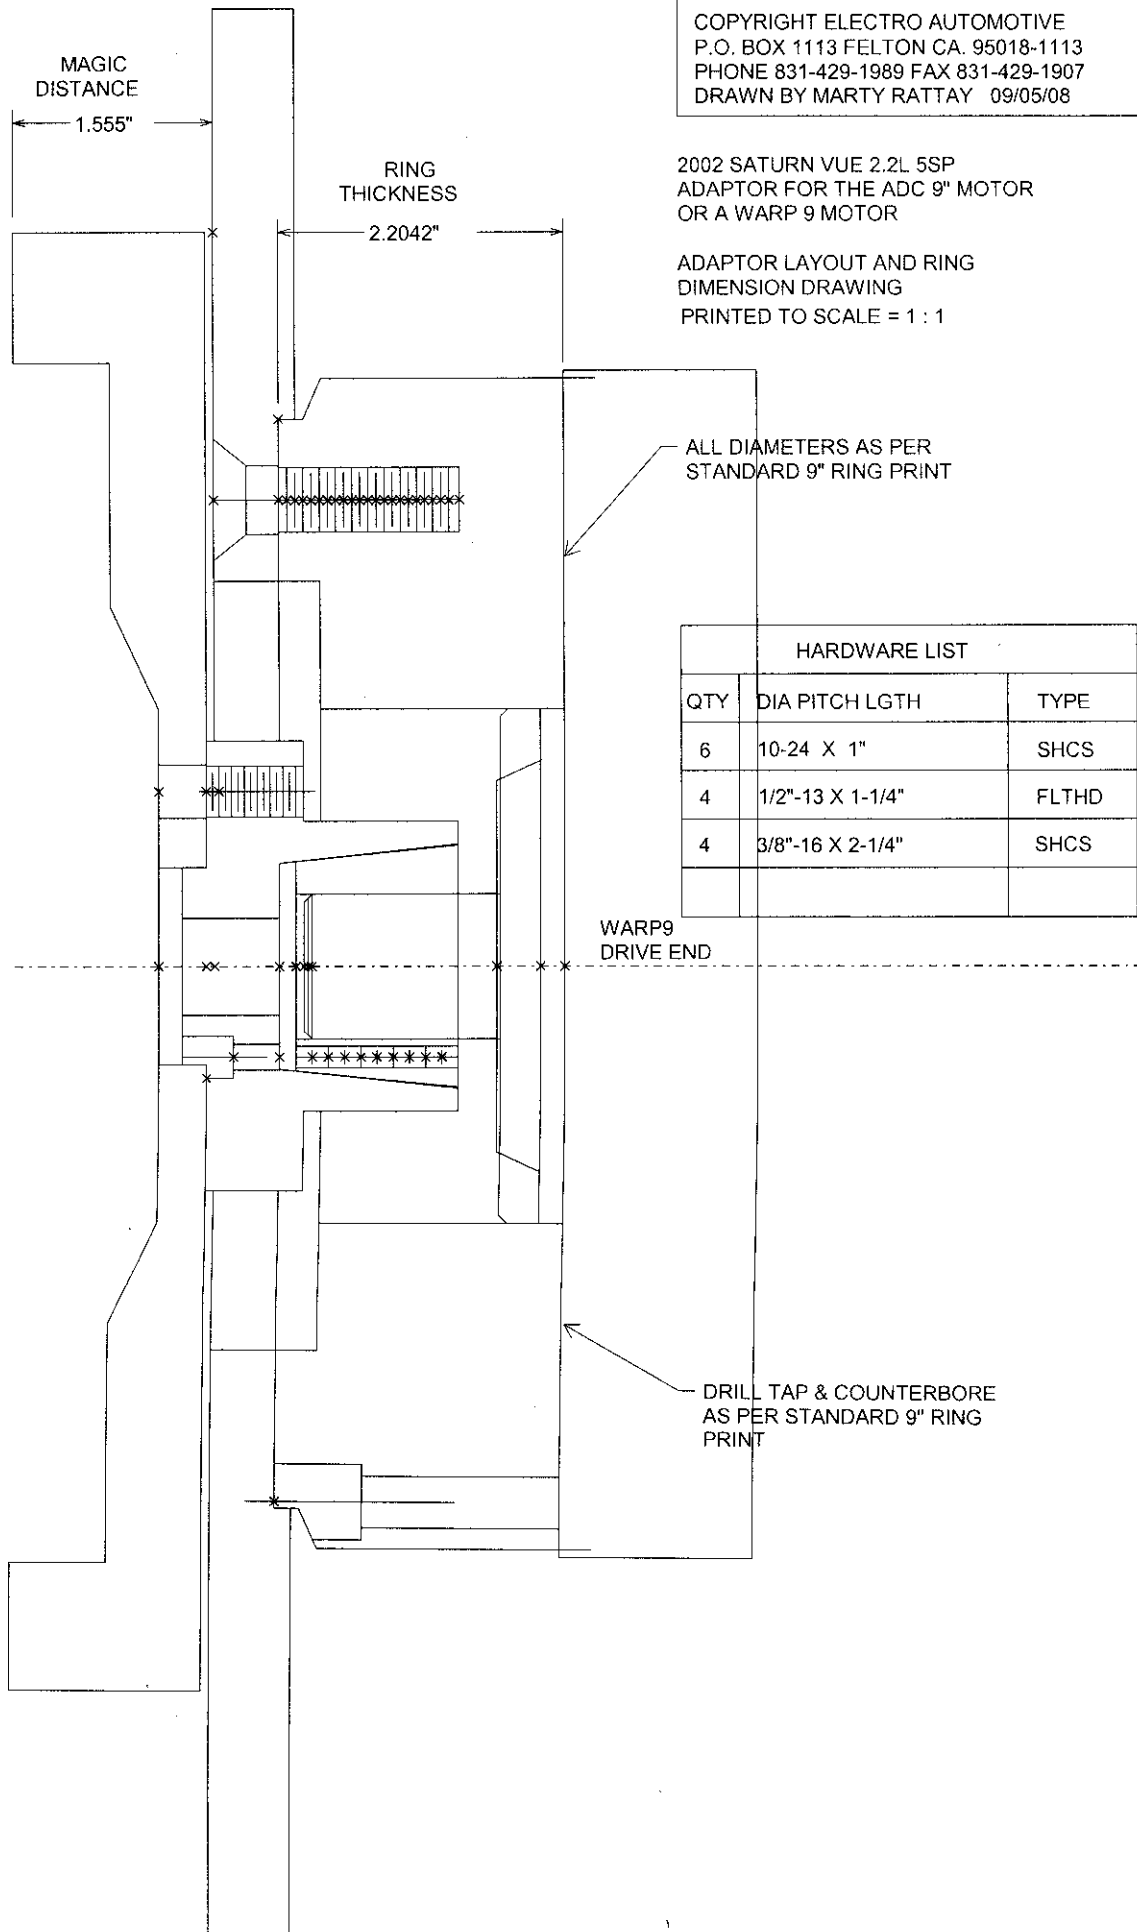 COPYRIGHT ELECTRO AUTOMOTIVE
P.O. BOX 1113 FELTON CA. 95018-1113
PHONE 831-429-1989 FAX 831-429-1907
DRAWN BY MARTY RATTAY 09/05/08
MAGIC
DISTANCE
1.555"
RING
THICKNESS
2.2042"
2002 SATURN VUE 2.2L 5SP
ADAPTOR FOR THE ADC 9" MOTOR
OR A WARP 9 MOTOR
ADAPTOR LAYOUT AND RING
DIMENSION DRAWING
PRINTED TO SCALE = 1 : 1
ALL DIAMETERS AS PER
STANDARD 9" RING PRINT
HARDWARE LIST
QTY DIA PITCH LGTH TYPE
6 10-24 X 1" SHCS
4 1/2"-13 X 1-1/4" FLTHD
4 3/8"-16 X 2-1/4" SHCS
WARP9
DRIVE END
DRILL TAP & COUNTERBORE
AS PER STANDARD 9" RING
PRINT